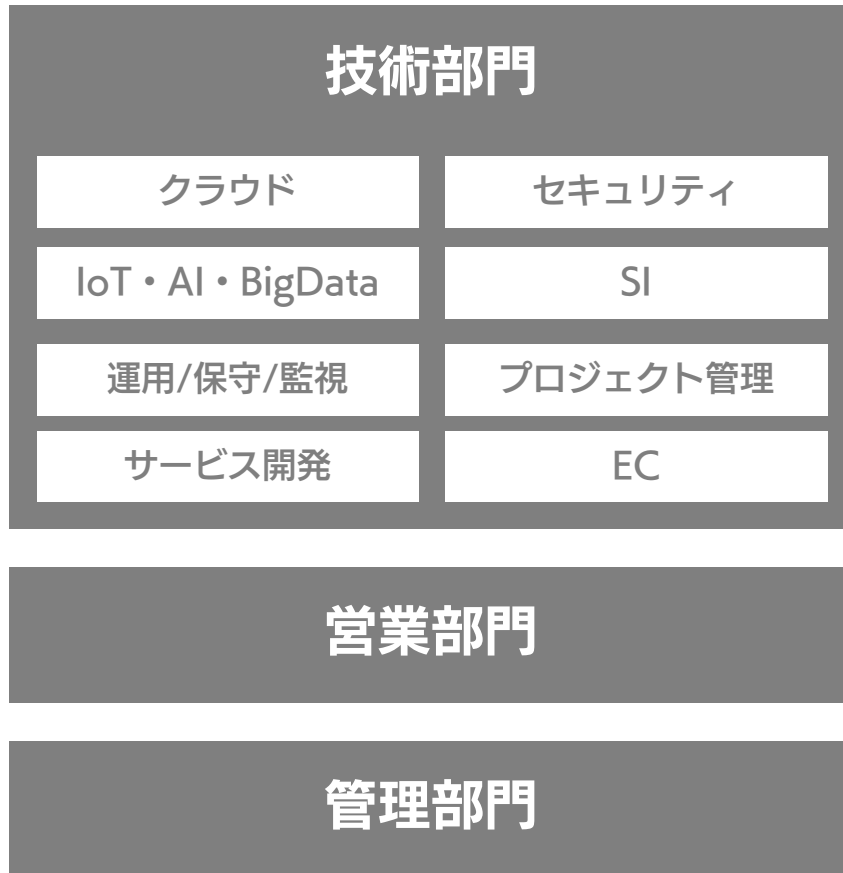 技術部門
クラウド
セキュリティ
IoT・AI・BigData
SI
運用/保守/監視
プロジェクト管理
サービス開発
EC
営業部門
管理部門